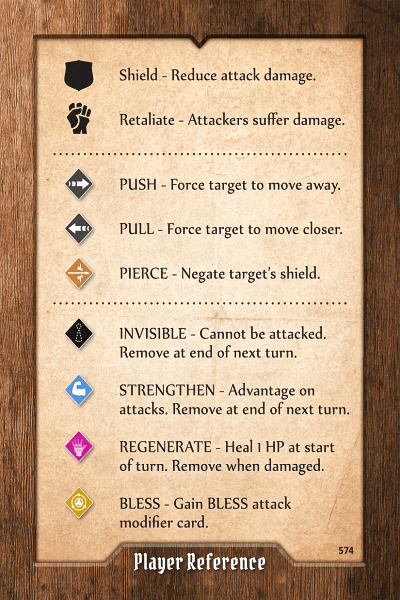 Shield - Reduce attack damage.
Retaliate - Attackers suffer damage.
PUSH - Force target to move away.
PULL - Force target to move closer.
PIERCE - Negate target's shield.
INVISIBLE - Cannot be attacked.
Remove at end of next turn.
STRENGTHEN - Advantage on
attacks. Remove at end of next turn.
REGENERATE - Heal 1 HP at start
of turn. Remove when damaged.
BLESS - Gain BLESS attack
modifier card.
574
Player Reference